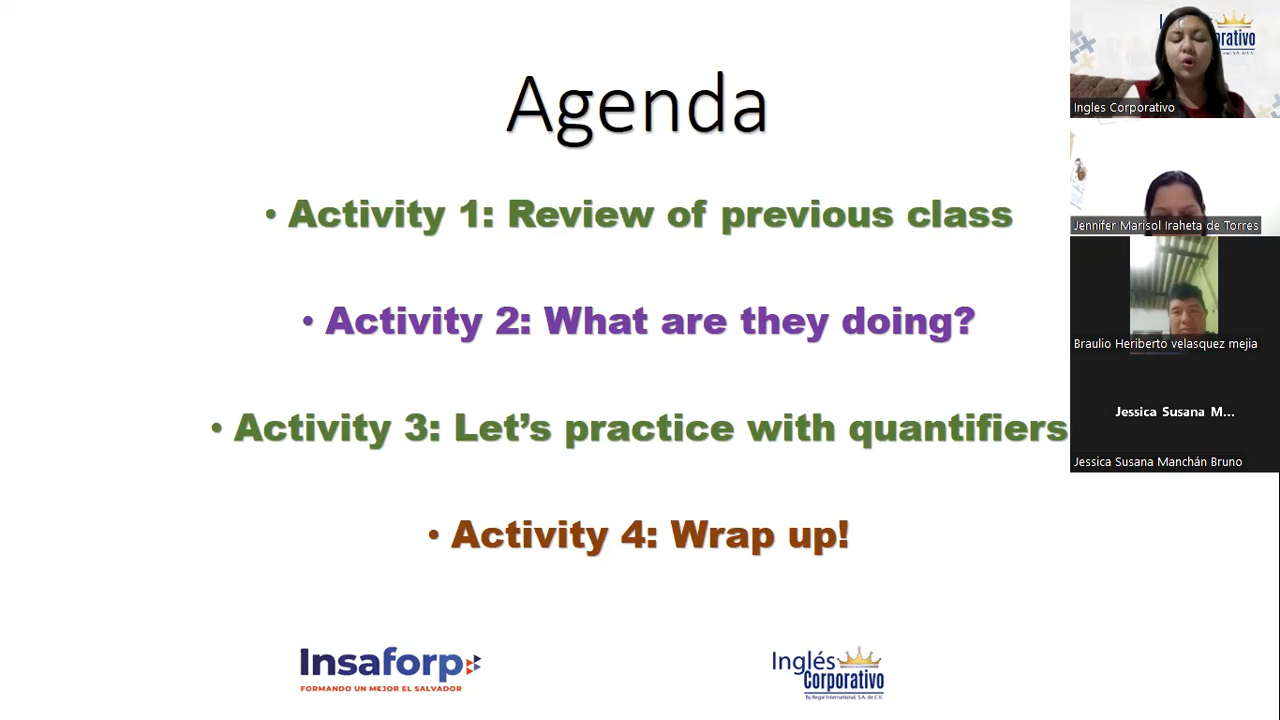 Agenda
• Activity 1: Review of previous class
• Activity 2: What are they doing?
• Activity 3: Let's practice with quantifiers
• Activity 4: Wrap up!
Insaforp
FORMANDO UN MEJOR EL SALVADOR
Inglés
Corporativo
By Regar International, S.A. de C.V.
Ingles Corporativo
Jennifer Marisol Iraheta de Torres
Braulio Heriberto velasquez mejia
Jessica Susana M...
Jessica Susana Manchán Bruno